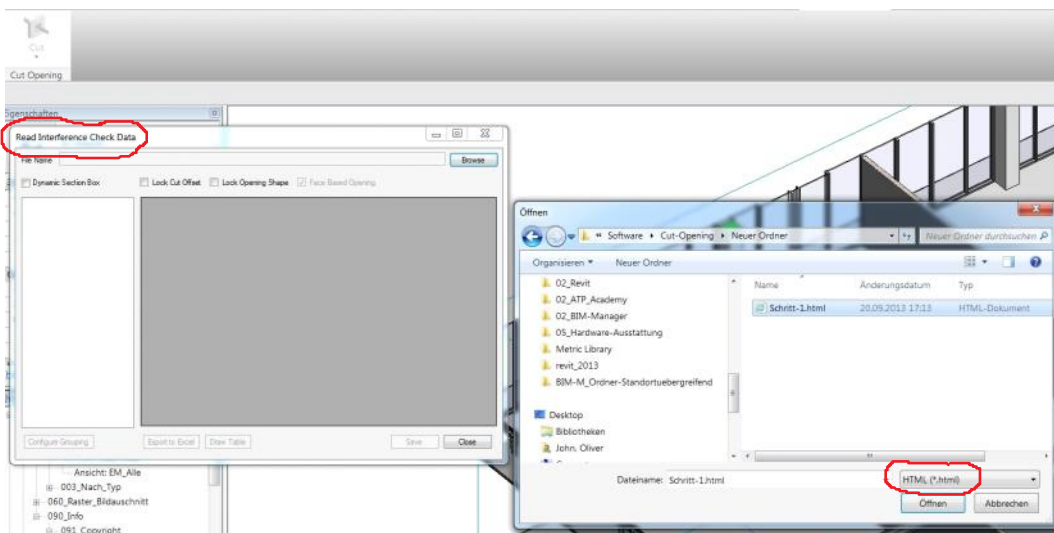 Cut
Cut Opening
Eigenschaften
Read Interference Check Data
File Name
Browse
Dynamic Section Box
Lock Cut Offset
Lock Opening Shape
Face Based Opening
Configure Grouping
Export to Excel
Draw Table
Save
Close
Ansicht: EM_Alle
003_Nach_Typ
060_Raster_Bildauschnitt
090_Info
091_Copyright
Öffnen
« Software Cut-Opening Neuer Ordner
Neuer Ordner durchsuchen
Organisieren
Neuer Ordner
02_Revit
02_ATP_Academy
02_BIM-Manager
05_Hardware-Ausstattung
Metric Library
revit_2013
BIM-M_Ordner-Standortuebergreifend
Desktop
Bibliotheken
John, Oliver
Name Änderungsdatum Typ
Schritt-1.html 20.09.2013 17:13 HTML-Dokument
Dateiname: Schritt-1.html
HTML (*.html)
Öffnen
Abbrechen